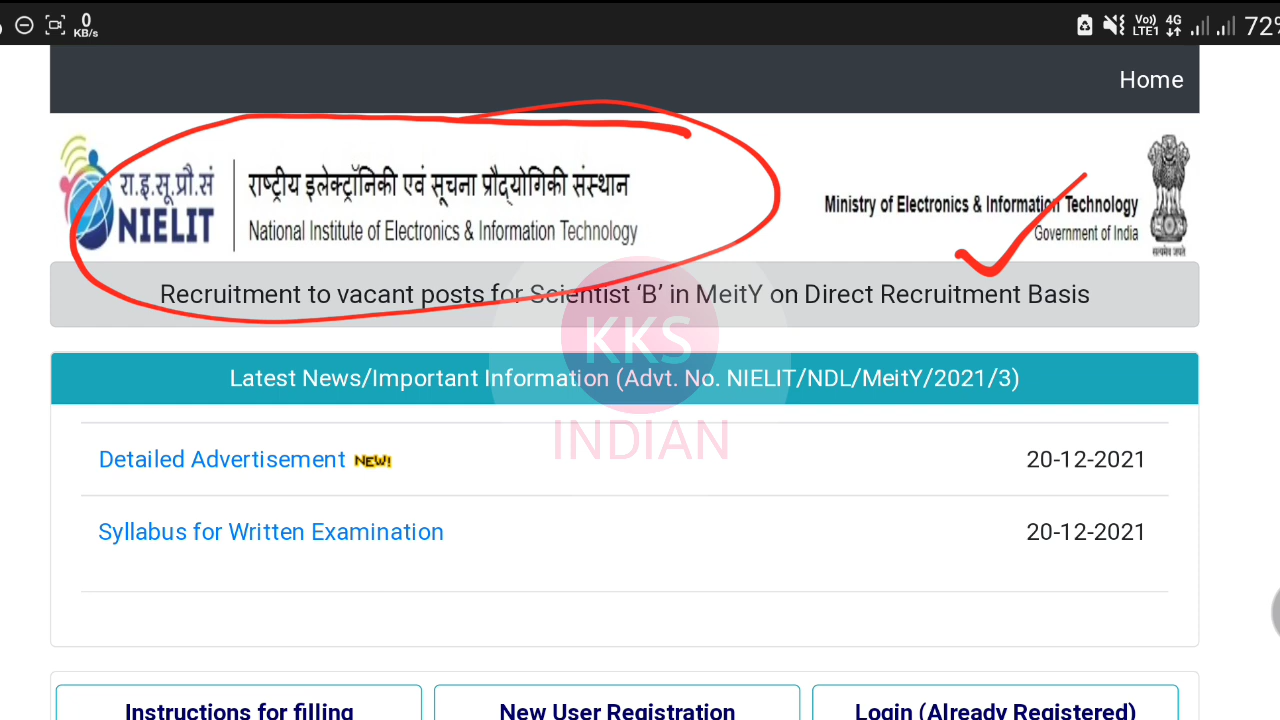 0
KB/s
Vo))
LTE1
4G
72%
Home
रा.इ.सू.प्रौ.सं
NIELIT
राष्ट्रीय इलेक्ट्रॉनिकी एवं सूचना प्रौद्योगिकी संस्थान
National Institute of Electronics & Information Technology
Ministry of Electronics & Information Technology
Government of India
सत्यमेव जयते
Recruitment to vacant posts for Scientist ‘B’ in MeitY on Direct Recruitment Basis
KKS
INDIAN
Latest News/Important Information (Advt. No. NIELIT/NDL/MeitY/2021/3)
Detailed Advertisement NEW! 20-12-2021
Syllabus for Written Examination 20-12-2021
Instructions for filling
New User Registration
Login (Already Registered)